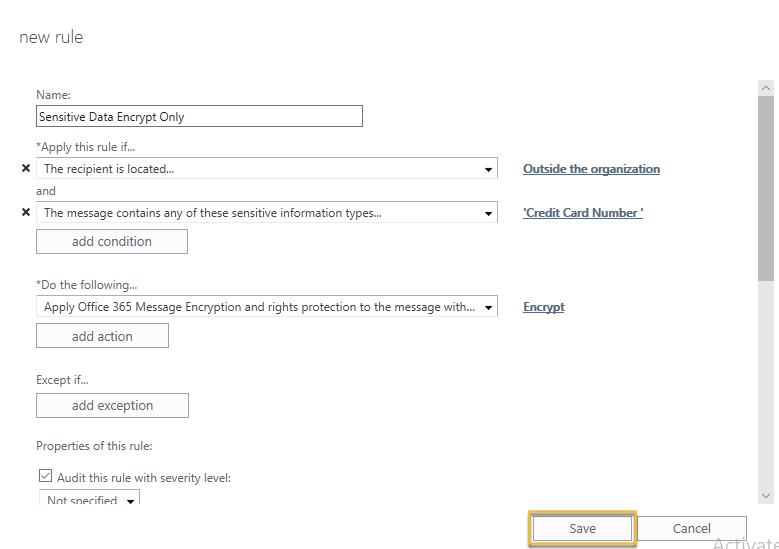 new rule
Name:
Sensitive Data Encrypt Only
*Apply this rule if...
The recipient is located...
Outside the organization
and
The message contains any of these sensitive information types...
'Credit Card Number '
add condition
*Do the following...
Apply Office 365 Message Encryption and rights protection to the message with...
Encrypt
add action
Except if...
add exception
Properties of this rule:
Audit this rule with severity level:
Not specified
Save
Cancel
Activate